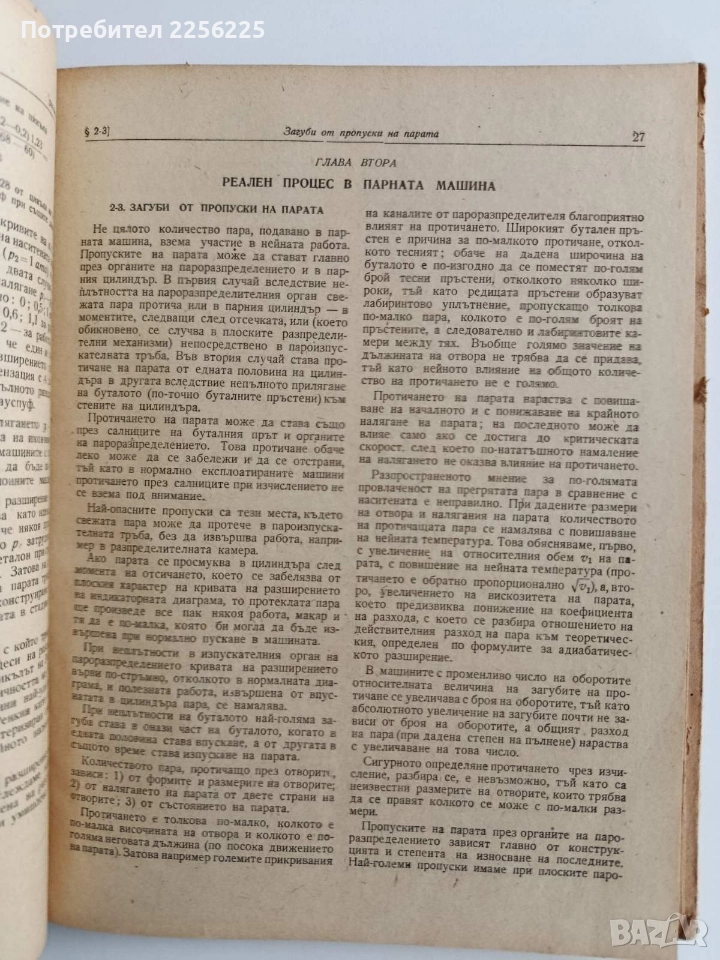 Потребител 2256225
§ 2-3]
Загуби от пропуски на парата
27
ГЛАВА ВТОРА
РЕАЛЕН ПРОЦЕС В ПАРНАТА МАШИНА
2-3. ЗАГУБИ ОТ ПРОПУСКИ НА ПАРАТА
Не цялото количество пара, подавано в пар-
ната машина, взема участие в нейната работа.
Пропуските на парата може да стават главно
през органите на пароразпределението и в пар-
ния цилиндър. В първия случай вследствие не-
плътността на пароразпределителния орган све-
жата пара протича или в парния цилиндър — в
моментите, следващи след отсечката, или (което
обикновено се случва в плоските разпредели-
телни механизми) непосредствено в пароизпус-
кателната тръба. Във втория случай става про-
тичане на парата от едната половина на цилин-
дъра в другата вследствие непълното прилягане
на буталото (по-точно буталните пръстени) към
стените на цилиндъра.
Протичането на парата може да става също
през салниците на буталния прът и органите
на пароразпределението. Това протичане обаче
леко може да се забележи и да се отстрани,
тъй като в нормално експлоатираните машини
протичането през салниците при изчислението не
се взема под внимание.
Най-опасните пропуски са тези места, където
свежата пара може да протече в пароизпуска-
телната тръба, без да извършва работа, напри-
мер в разпределителната камера.
Ако парата се просмуква в цилиндъра след
момента на отсичането, което се забелязва от
плоския характер на кривата на разширението
на индикаторната диаграма, то протеклата пара
ще произведе все пак някоя работа, макар и
тя да е по-малка, която би могла да бъде из-
вършена при нормално пускане в машината.
При неплътности в изпускателния орган на
пароразпределението кривата на разширението
върви по-стръмно, отколкото в нормалната диа-
грама, и полезната работа, извършена от впус-
натата в цилиндъра пара, се намалява.
При неплътности на буталото най-голяма за-
губа става в онази част на буталото, когато в
едната половина става впускане, а от другата в
същото време става изпускане на парата.
Количеството пара, протичащо през отворите,
зависи: 1) от формите и размерите на отворите;
2) от налягането на парата от двете страни на
отворите; 3) от състоянието на парата.
Протичането е толкова по-малко, колкото е
по-малка височината на отвора и колкото е по-
голяма неговата дължина (по посока движението
на парата). Затова например големите прикривания
на каналите от пароразпределителя благоприятно
влияят на протичането. Широкият бутален пръ-
стен е причина за по-малкото протичане, откол-
кото тесният; обаче на дадена широчина на
буталото е по-изгодно да се поместят по-голям
брой тесни пръстени, отколкото няколко широ-
ки, тъй като редицата пръстени образуват
лабиринтово уплътнение, пропускащо толкова
по-малко пара, колкото е по-голям броят на
пръстените, а следователно и лабиринтовите ка-
мери между тях. Въобще голямо значение на
дължината на отвора не трябва да се придава,
тъй като нейното влияние на общото количе-
ство на протичането не е голямо.
Протичането на парата нараства с повиша-
ване на началното и с понижаване на крайното
налягане на парата; на последното може да
влияе само ако се достига до критическата
скорост, след което по-нататъшното намаление
на налягането не оказва влияние на протичането.
Разпространеното мнение за по-голямата
провлаченост на прегрятата пара в сравнение с
наситената е неправилно. При дадените размери
на отвора и налягания на парата количеството
на протичащата пара се намалява с повишаване
на нейната температура. Това обясняваме, първо,
с увеличение на относителния обем v₁ на па-
рата, с повишение на нейната температура (про-
тичането е обратно пропорционално √v₁), а, вто-
ро, увеличението на вискозитета на парата,
което предизвиква понижение на коефициента
на разхода, с което се разбира отношението на
действителния разход на пара към теоретиче-
ския, определен по формулите за адиабатиче-
ското разширение.
В машините с променливо число на оборотите
относителната величина на загубите на про-
тичане се увеличава с броя на оборотите, тъй като
абсолютното увеличение на загубите почти не за-
виси от броя на оборотите, а общият разход
на пара (при дадена степен на пълнене) нараства
с увеличаване на това число.
Сигурното определяне протичането чрез изчи-
сление, разбира се, е невъзможно, тъй като са
неизвестни размерите на отворите, които трябва
да се правят колкото се може с по-малки разме-
ри.
Пропуските на парата през органите на паро-
разпределението зависят главно от конструк-
цията и степента на износване на последните.
Най-големи пропуски имаме при плоските паро-
BAZAR